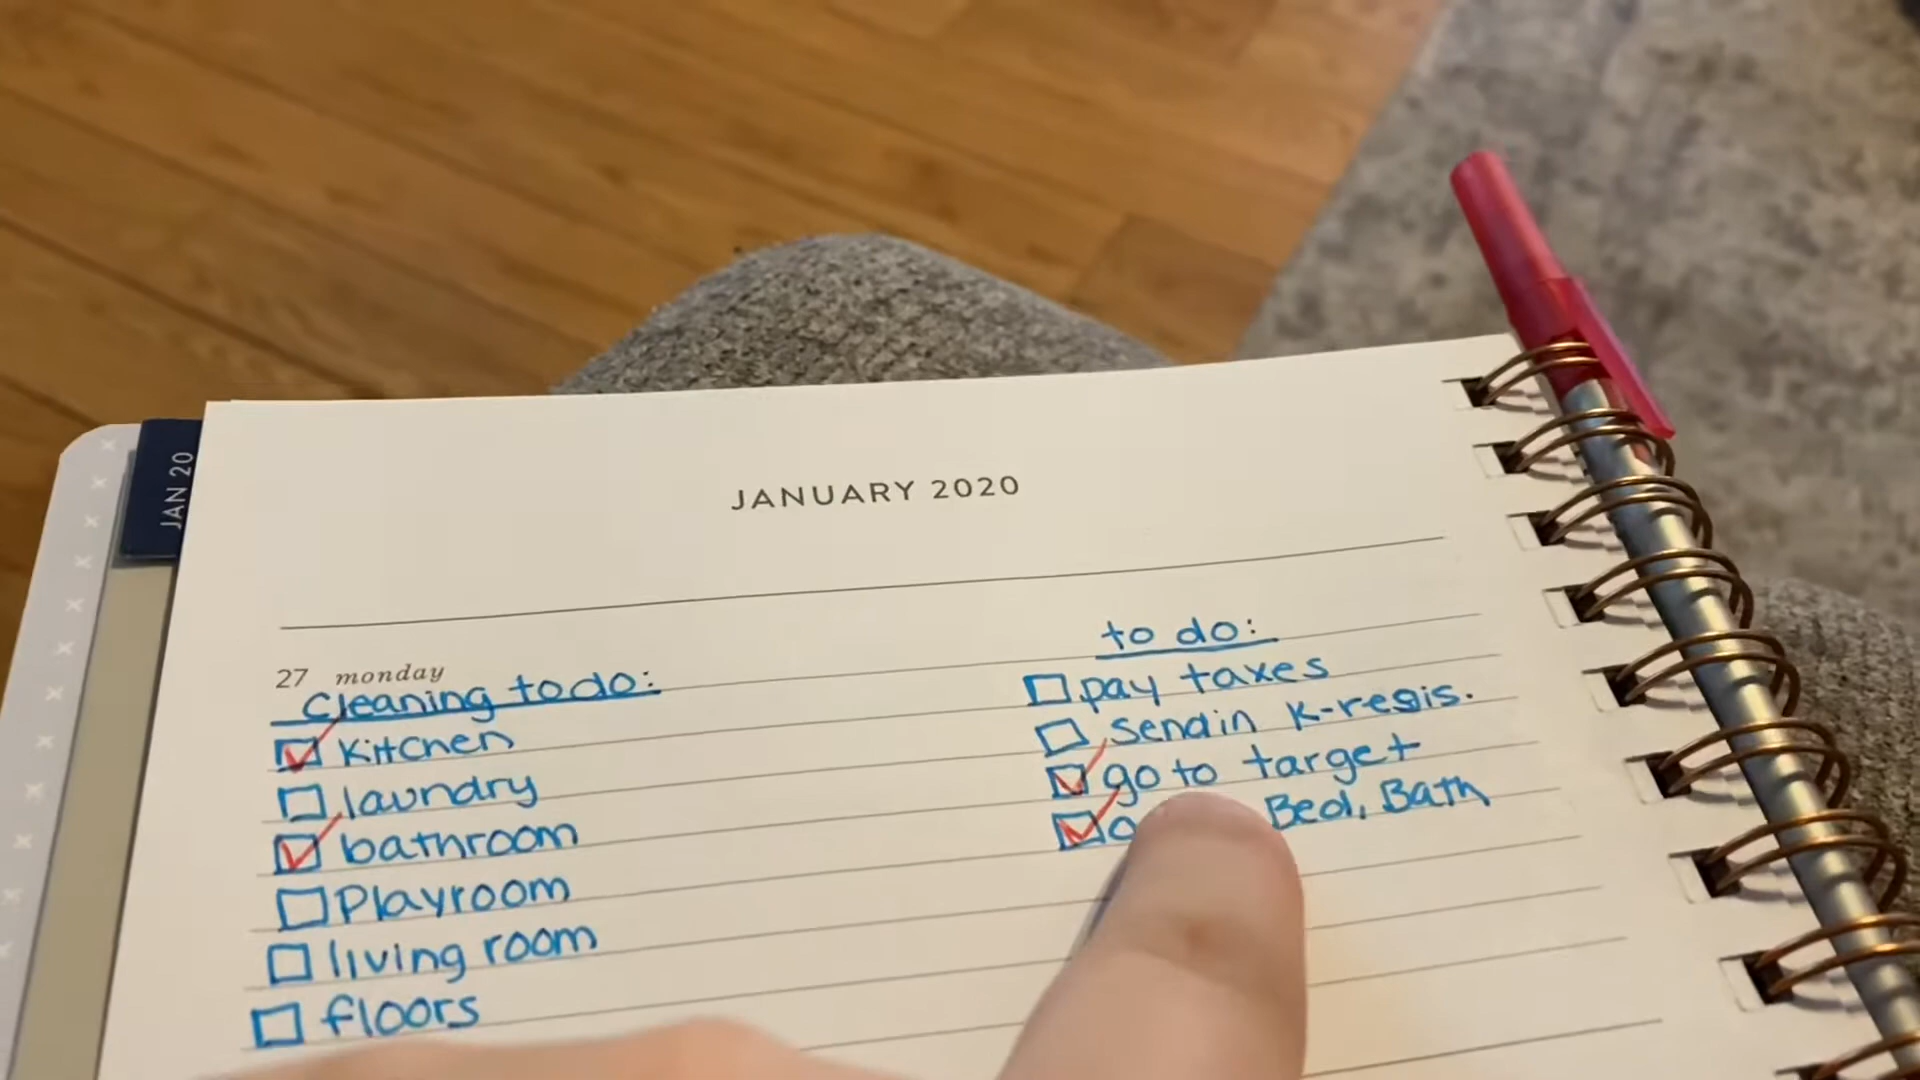 JAN 20
JANUARY 2020
27 monday
Cleaning to do:
Kitchen
laundry
bathroom
Playroom
living room
floors
to do:
pay taxes
send in K-regis.
go to target
Bed, Bath